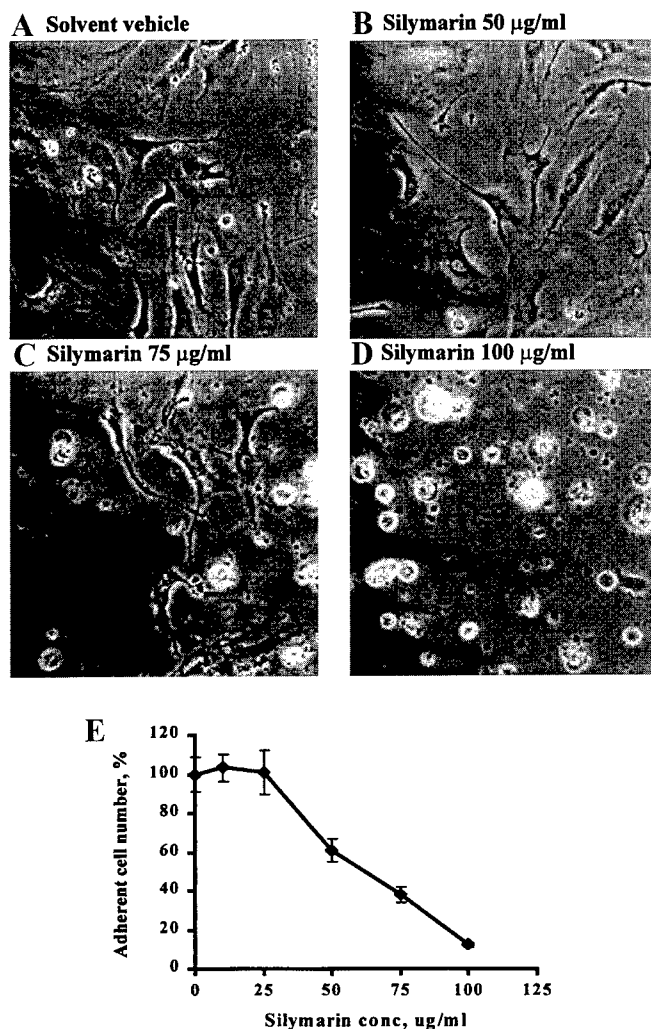 A Solvent vehicle
B Silymarin 50 μg/ml
C Silymarin 75 μg/ml
D Silymarin 100 μg/ml
E
120
100
80
60
40
20
0
Adherent cell number, %
0 25 50 75 100 125
Silymarin conc, ug/ml